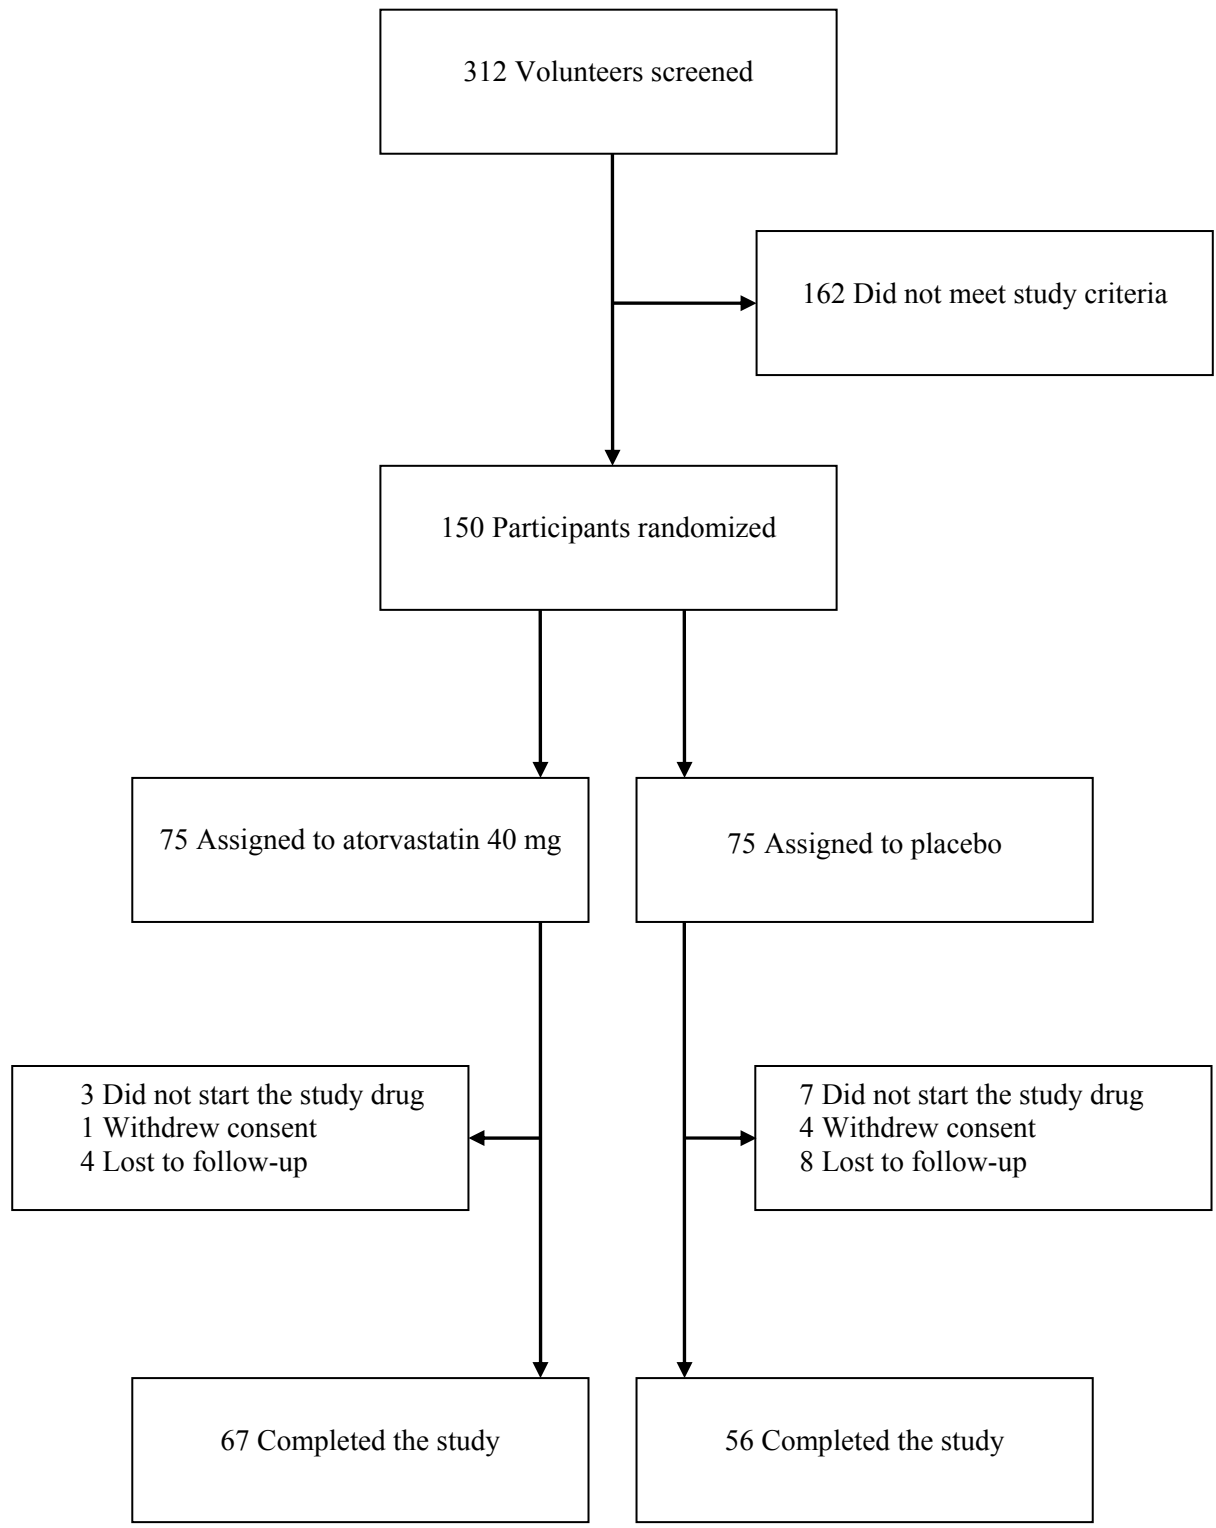 312 Volunteers screened
162 Did not meet study criteria
150 Participants randomized
75 Assigned to atorvastatin 40 mg
75 Assigned to placebo
3 Did not start the study drug
1 Withdrew consent
4 Lost to follow-up
7 Did not start the study drug
4 Withdrew consent
8 Lost to follow-up
67 Completed the study
56 Completed the study